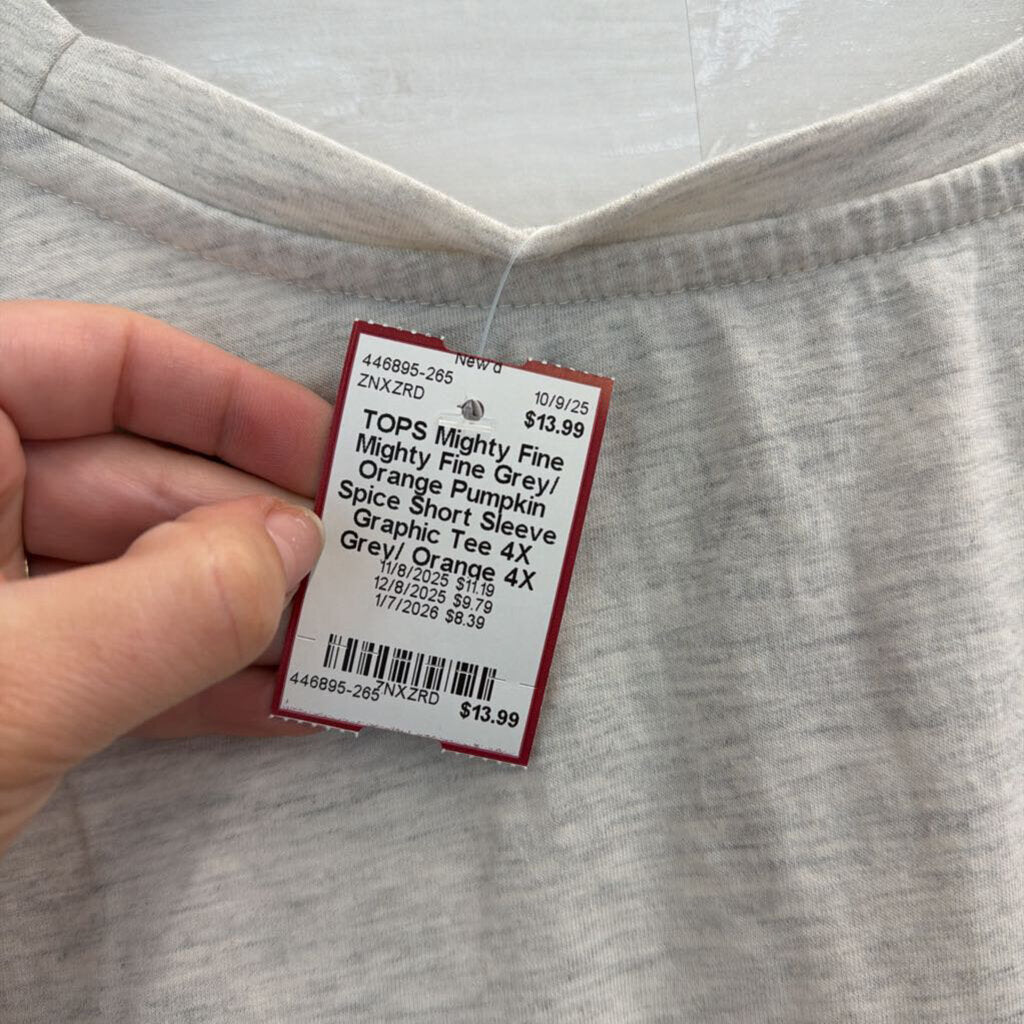 New d
446895-265
ZNXZRD
10/9/25
$13.99
TOPS Mighty Fine
Mighty Fine Grey/
Orange Pumpkin
Spice Short Sleeve
Graphic Tee 4X
Grey/ Orange 4X
11/8/2025 $11.19
12/8/2025 $9.79
1/7/2026 $8.39
446895-265
ZNXZRD
$13.99